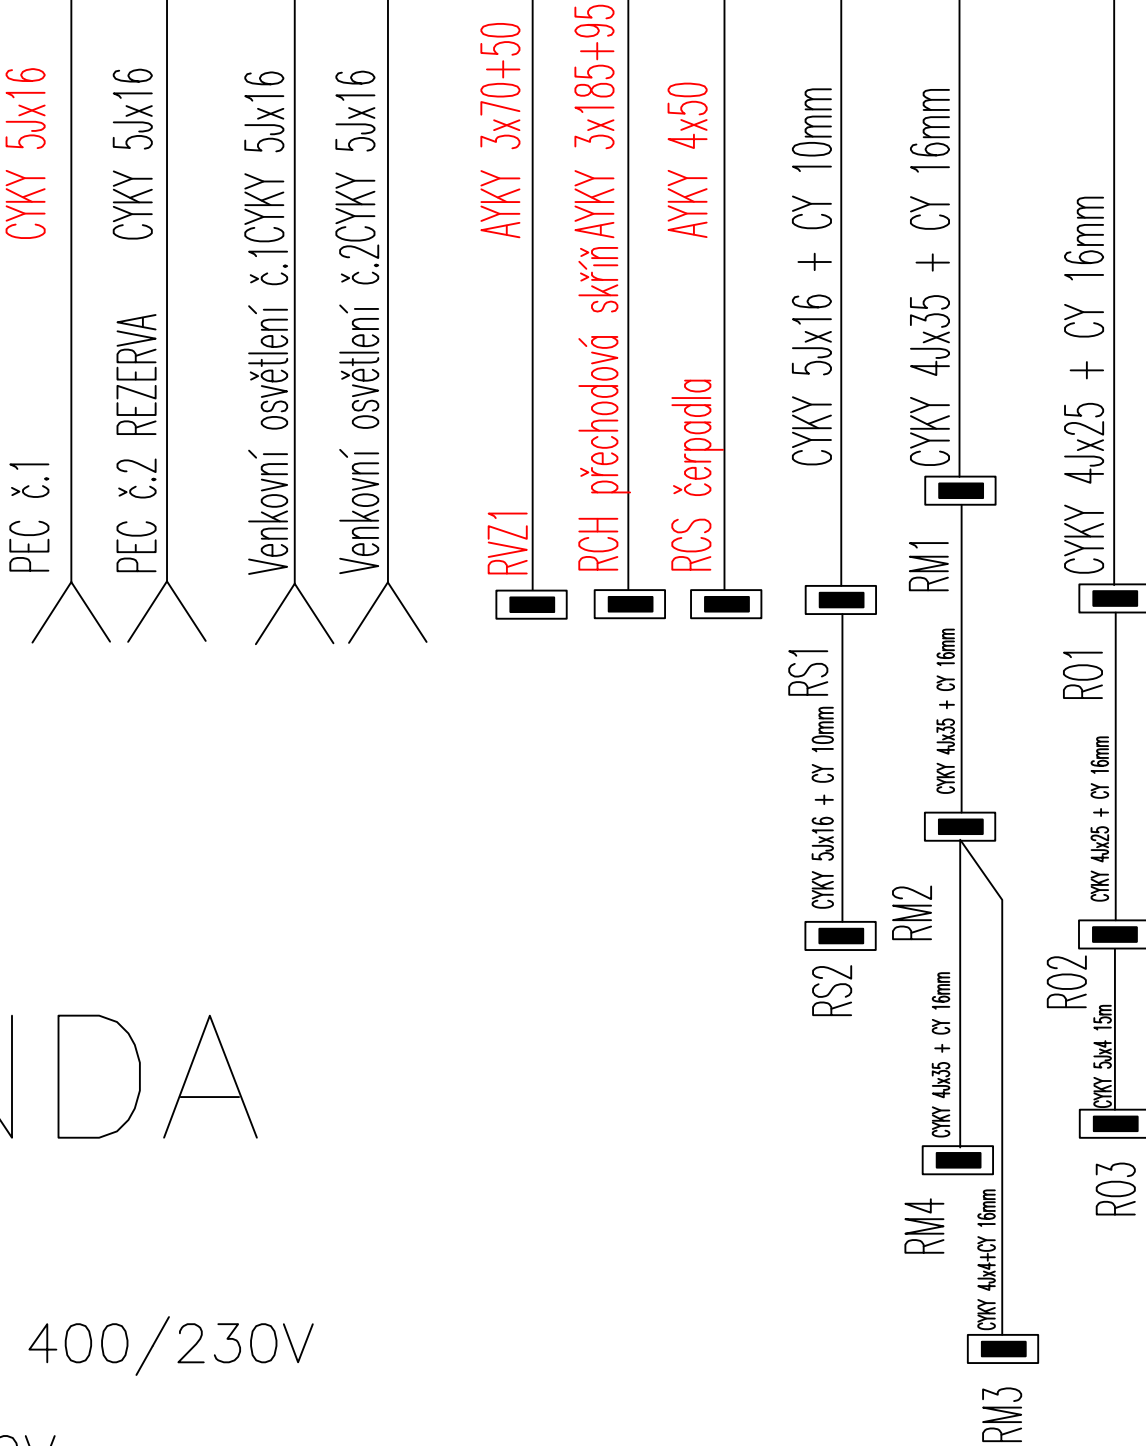 PEC č.1
CYKY 5Jx16
PEC č.2 REZERVA CYKY 5Jx16
Venkovní osvětlení č.1CYKY 5Jx16
Venkovní osvětlení č.2CYKY 5Jx16
RVZ1 AYKY 3x70+50
RCH přechodová skříň AYKY 3x185+95
RCS čerpadla AYKY 4x50
CYKY 5Jx16 + CY 10mm
RS1
CYKY 5Jx16 + CY 10mm
RS2
CYKY 4Jx35 + CY 16mm
RM1
CYKY 4Jx35 + CY 16mm
RM2
CYKY 4Jx35 + CY 16mm
RM4
CYKY 4Jx4+CY 16mm
RM3
CYKY 4Jx25 + CY 16mm
RO1
CYKY 4Jx25 + CY 16mm
RO2
CYKY 5Jx4 15m
RO3
DA
400/230V